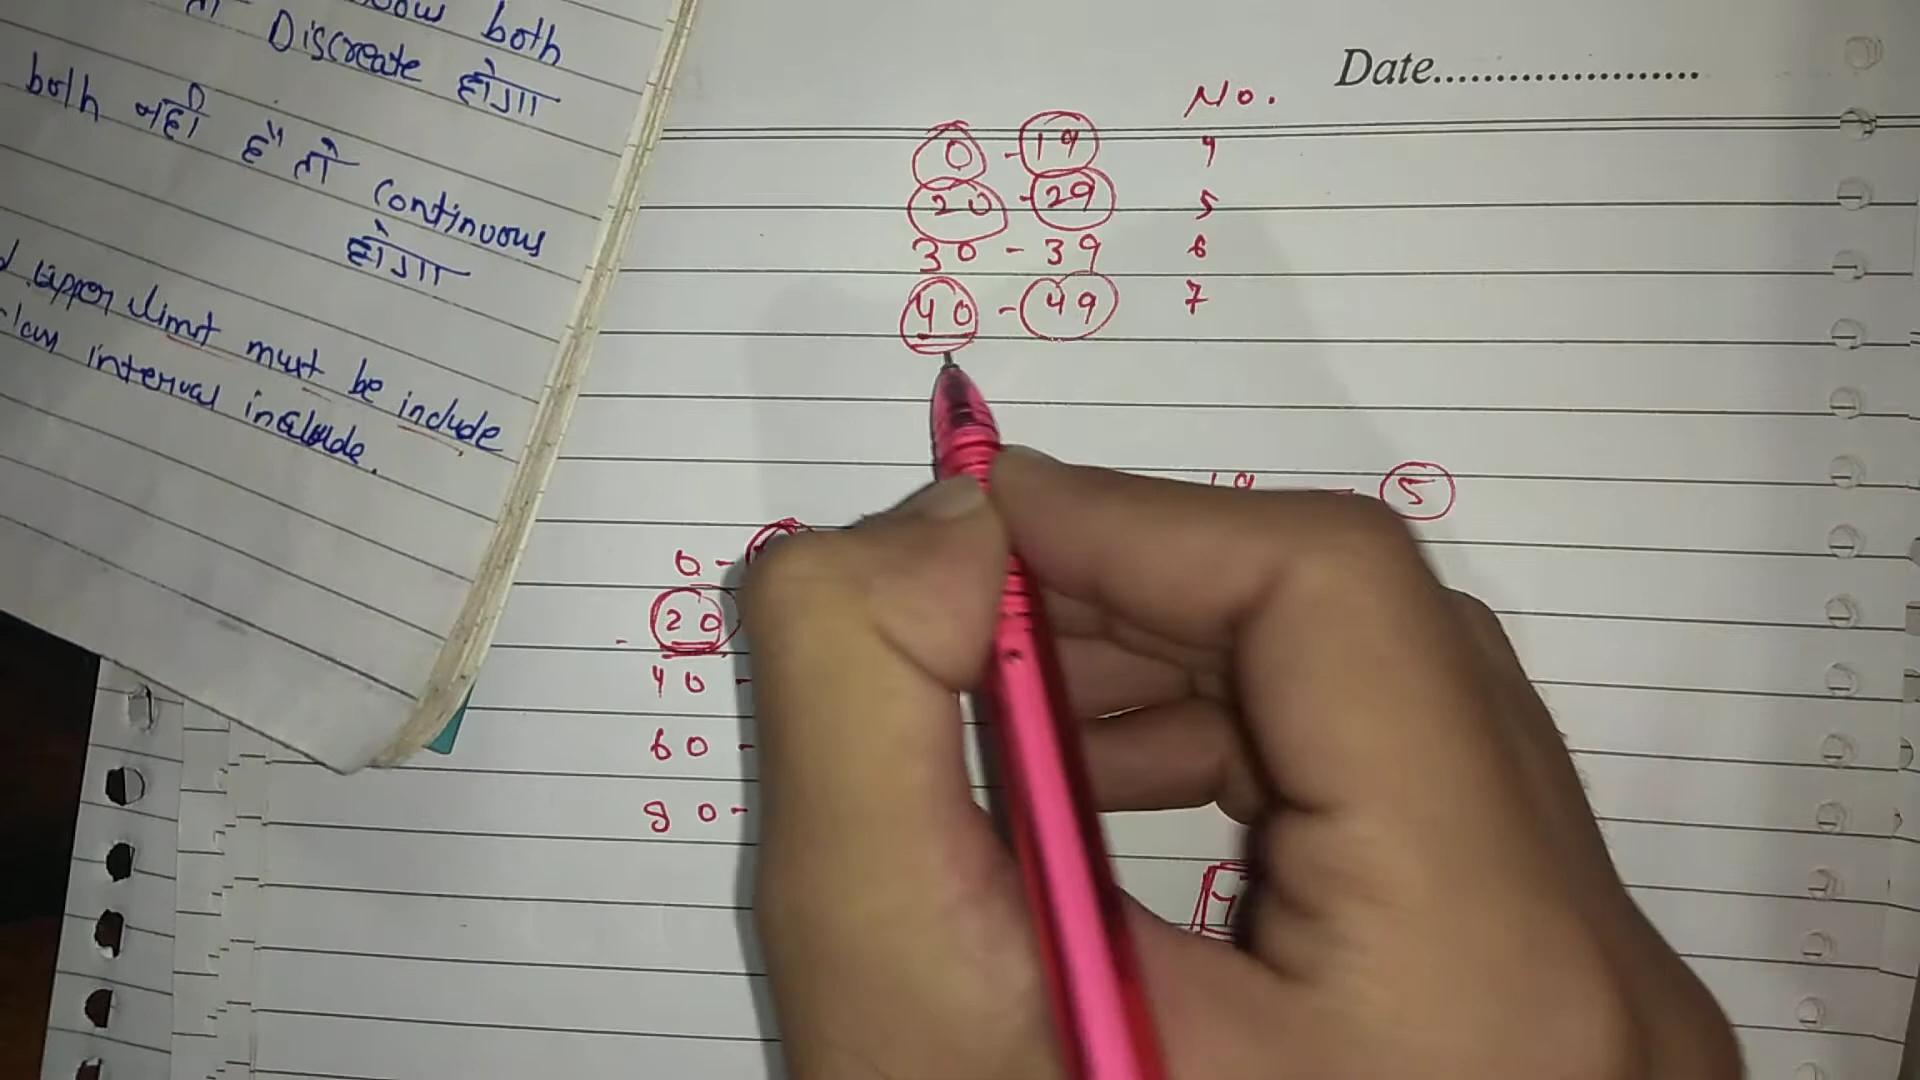 both
Discreate होगा
both नही है तो continuous
होगा
upper limit must be include
interval include.
Date.....................
No.
0 - 19 4
20 - 29 5
30 - 39 6
40 - 49 7
19 5
0 -
20
40 -
60 -
80 -